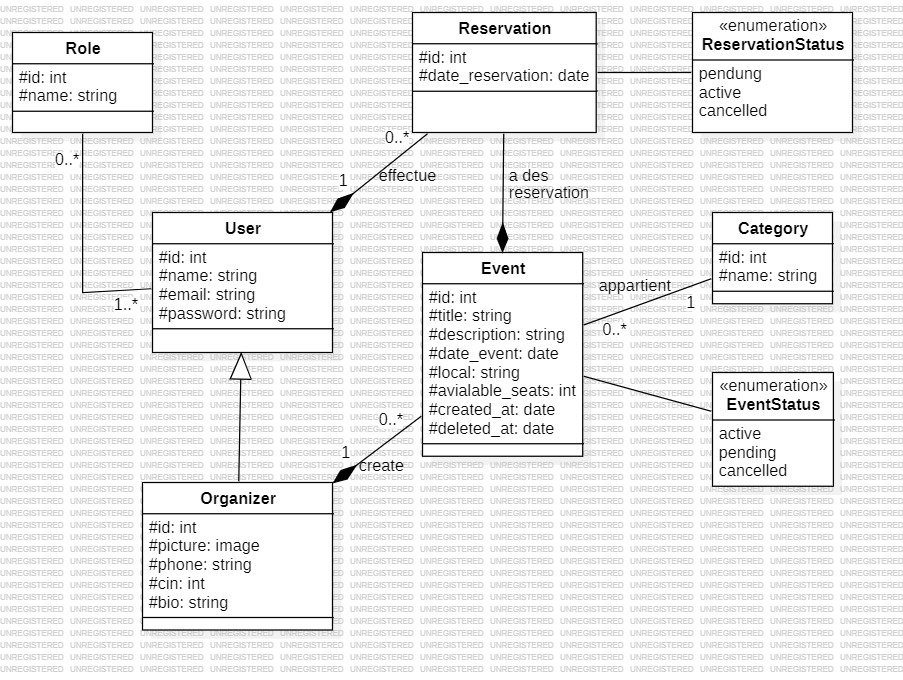 Role
#id: int
#name: string
0..*
1..*
Reservation
#id: int
#date_reservation: date
«enumeration»
ReservationStatus
pendung
active
cancelled
0..*
1
effectue
a des
reservation
User
#id: int
#name: string
#email: string
#password: string
Event
#id: int
#title: string
#description: string
#date_event: date
#local: string
#avialable_seats: int
#created_at: date
#deleted_at: date
Category
#id: int
#name: string
appartient
1
0..*
«enumeration»
EventStatus
active
pending
cancelled
0..*
1
create
Organizer
#id: int
#picture: image
#phone: string
#cin: int
#bio: string
UNREGISTERED